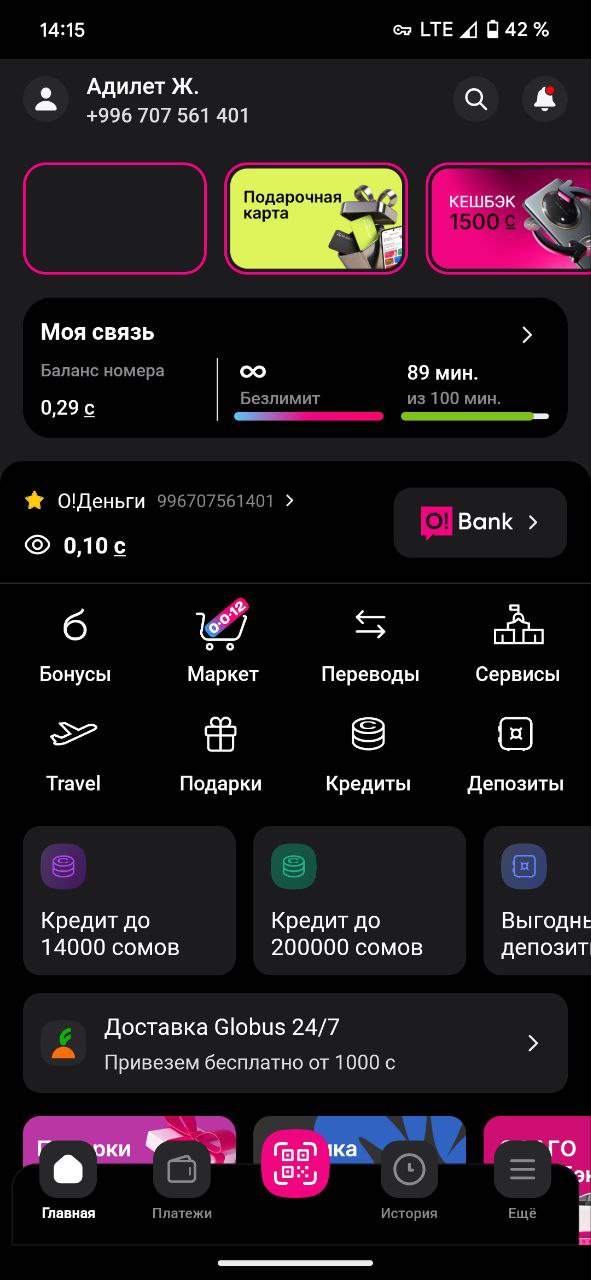 14:15
LTE 42 %
Адилет Ж.
+996 707 561 401
Подарочная
карта
КЕШБЭК
1500 с
Моя связь
Баланс номера
0,29 с
Безлимит
89 мин.
из 100 мин.
О!Деньги 996707561401
0,10 с
О! Bank
Бонусы
0-0-12
Маркет
Переводы
Сервисы
Travel
Подарки
Кредиты
Депозиты
Кредит до
14000 сомов
Кредит до
200000 сомов
Выгодны
депозит
Доставка Globus 24/7
Привезем бесплатно от 1000 с
Главная
Платежи
История
Ещё